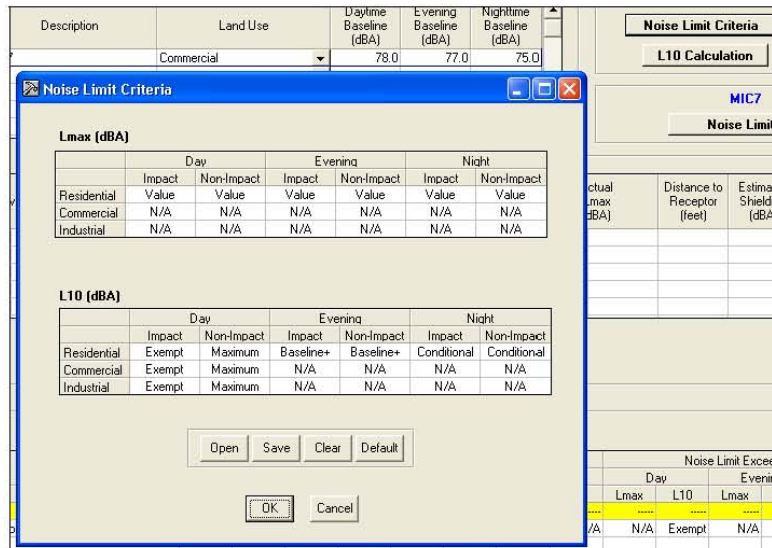 Description
Land Use
Daytime Baseline (dBA)
Evening Baseline (dBA)
Nighttime Baseline (dBA)
Commercial 78.0 77.0 75.0
Noise Limit Criteria
L10 Calculation
MIC7
Noise Limit
Noise Limit Criteria
Lmax (dBA)
Day Evening Night
Impact Non-Impact Impact Non-Impact Impact Non-Impact
Residential Value Value Value Value Value Value
Commercial N/A N/A N/A N/A N/A N/A
Industrial N/A N/A N/A N/A N/A N/A
Distance to Receptor (feet)
L10 (dBA)
Day Evening Night
Impact Non-Impact Impact Non-Impact Impact Non-Impact
Residential Exempt Maximum Baseline+ Baseline+ Conditional Conditional
Commercial Exempt Maximum N/A N/A N/A N/A
Industrial Exempt Maximum N/A N/A N/A N/A
Open Save Clear Default
OK Cancel
Noise Limit Excee
Day Evenin
Lmax L10 Lmax
----- ----- -----
N/A Exempt N/A